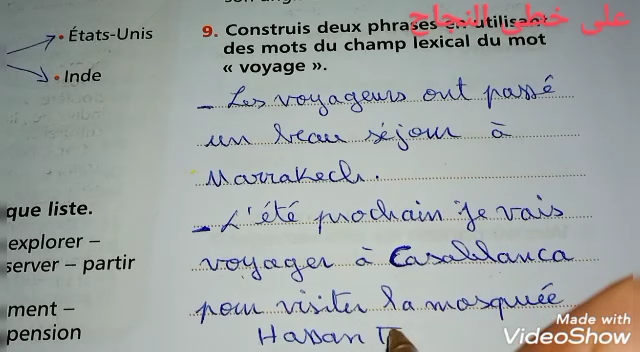 على خطى النجاح
États-Unis
Inde
9. Construis deux phrases en utilisant
des mots du champ lexical du mot
« voyage ».
_ Les voyageurs ont passé
un beau séjour à
Marrakech.
_ L'été prochain je vais
voyager à Casablanca
pour visiter la mosquée
Hassan
que liste.
explorer –
server – partir
ment –
pension
Made with
VideoShow